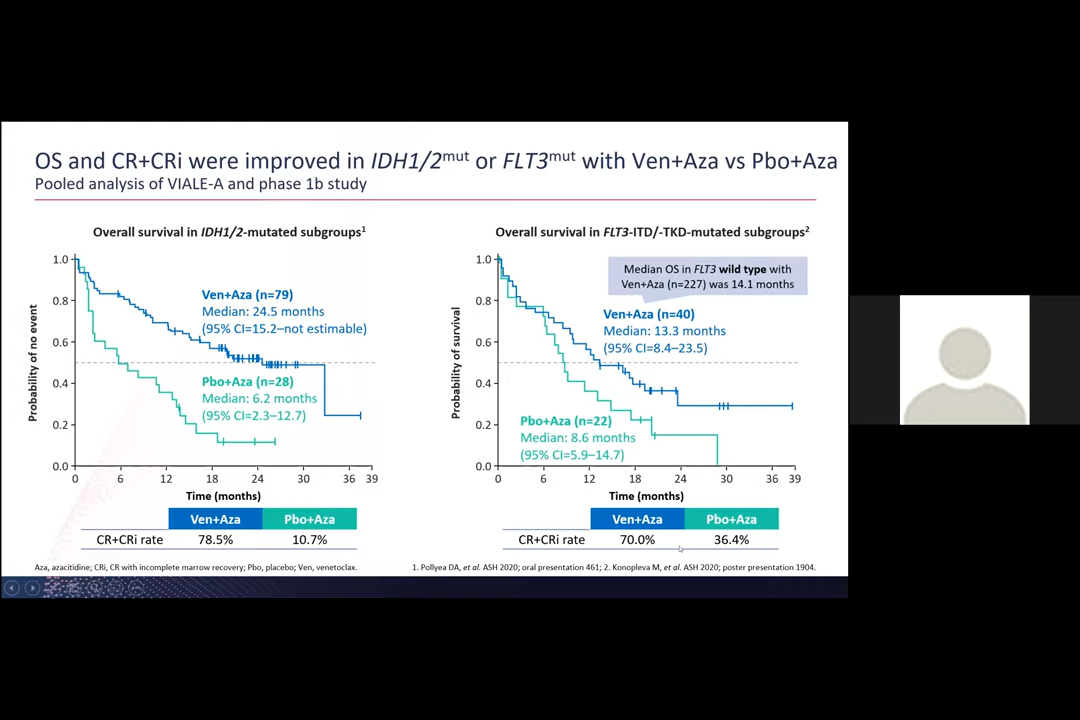 OS and CR+CRi were improved in IDH1/2mut or FLT3mut with Ven+Aza vs Pbo+Aza
Pooled analysis of VIALE-A and phase 1b study
Overall survival in IDH1/2-mutated subgroups1
Probability of no event
1.0
0.8
0.6
0.4
0.2
0.0
Ven+Aza (n=79)
Median: 24.5 months
(95% CI=15.2–not estimable)
Pbo+Aza (n=28)
Median: 6.2 months
(95% CI=2.3–12.7)
0 6 12 18 24 30 36 39
Time (months)
Ven+Aza Pbo+Aza
CR+CRi rate 78.5% 10.7%
Overall survival in FLT3-ITD/-TKD-mutated subgroups2
Probability of survival
1.0
0.8
0.6
0.4
0.2
0.0
Median OS in FLT3 wild type with
Ven+Aza (n=227) was 14.1 months
Ven+Aza (n=40)
Median: 13.3 months
(95% CI=8.4–23.5)
Pbo+Aza (n=22)
Median: 8.6 months
(95% CI=5.9–14.7)
0 6 12 18 24 30 36 39
Time (months)
Ven+Aza Pbo+Aza
CR+CRi rate 70.0% 36.4%
Aza, azacitidine; CRi, CR with incomplete marrow recovery; Pbo, placebo; Ven, venetoclax.
1. Pollyea DA, et al. ASH 2020; oral presentation 461; 2. Konopleva M, et al. ASH 2020; poster presentation 1904.